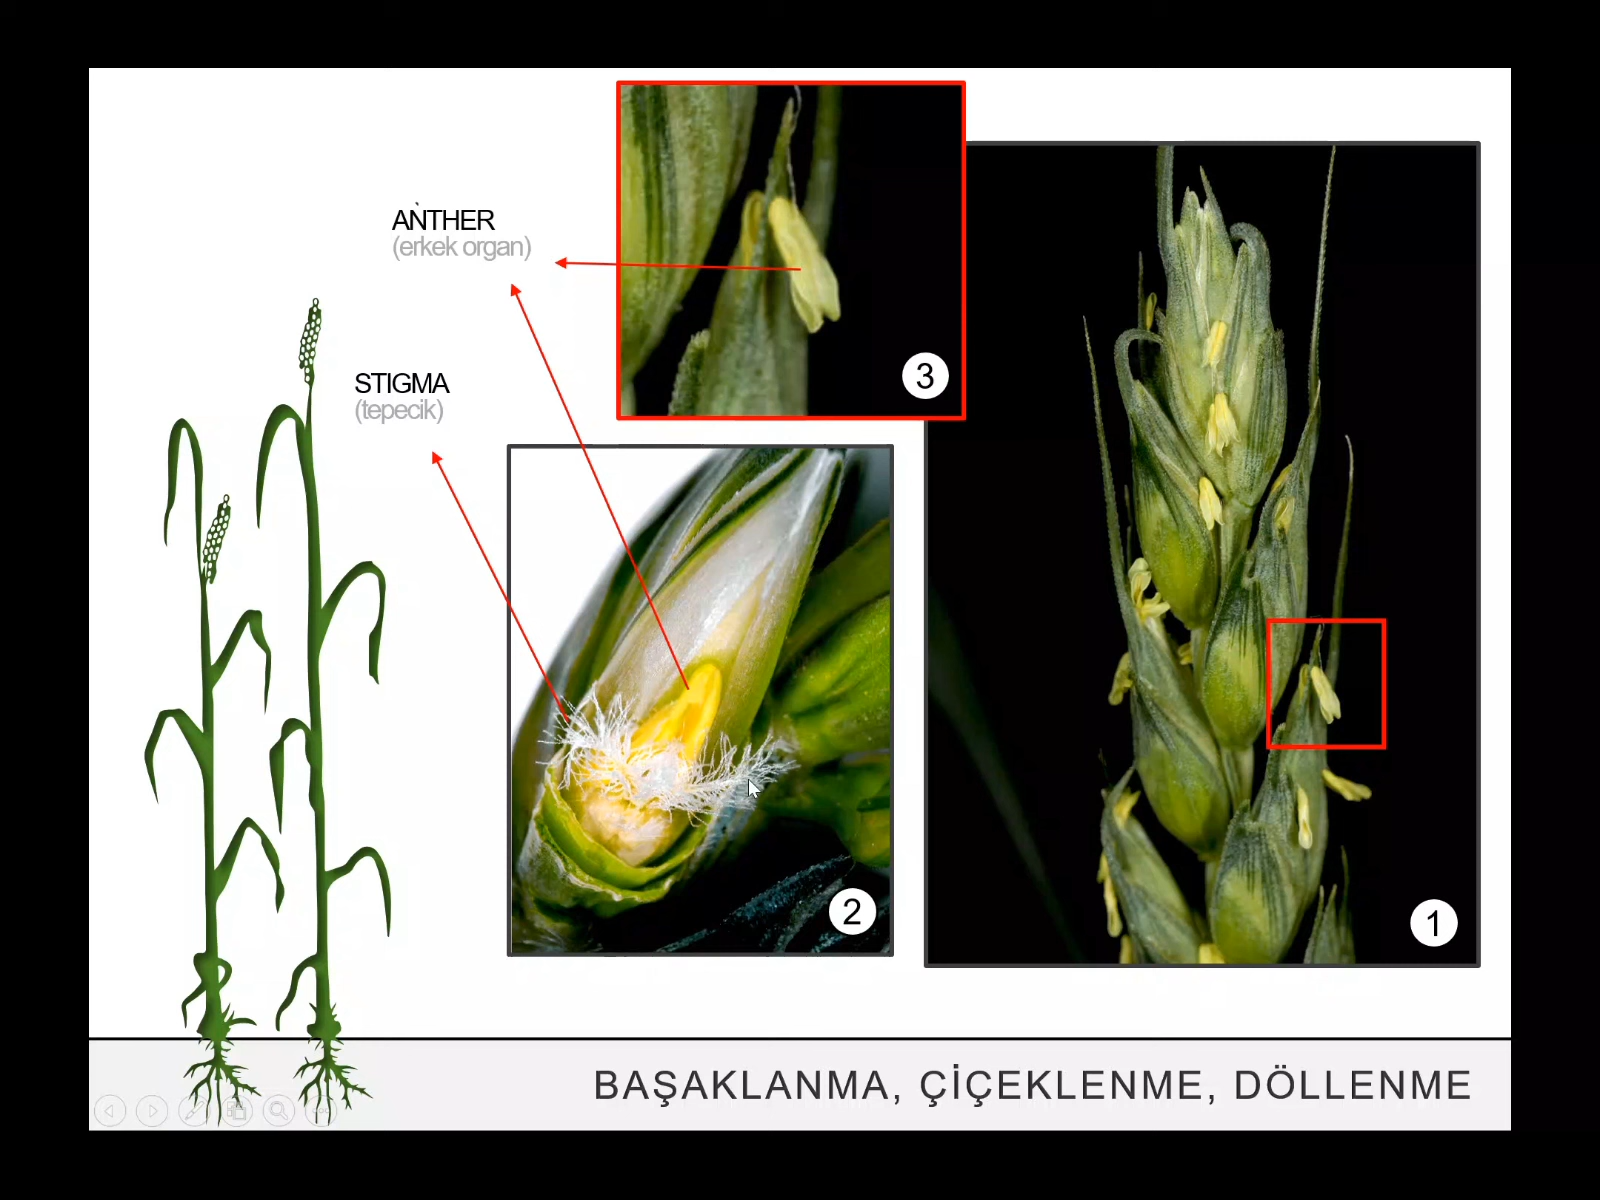 ANTHER
(erkek organ)
STIGMA
(tepecik)
3
2
1
BAŞAKLANMA, ÇİÇEKLENME, DÖLLENME